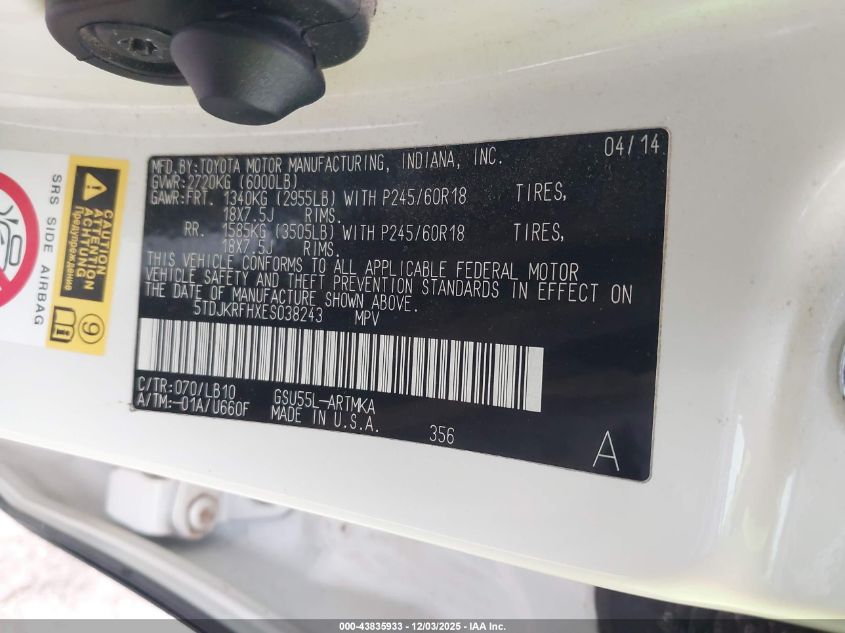 MFD.BY:TOYOTA MOTOR MANUFACTURING, INDIANA, INC. 04/14
GVWR:2720KG (6000LB)
GAWR:FRT. 1340KG (2955LB) WITH P245/60R18 TIRES,
18X7.5J RIMS.
RR. 1585KG (3505LB) WITH P245/60R18 TIRES,
18X7.5J RIMS.
THIS VEHICLE CONFORMS TO ALL APPLICABLE FEDERAL MOTOR
VEHICLE SAFETY AND THEFT PREVENTION STANDARDS IN EFFECT ON
THE DATE OF MANUFACTURE SHOWN ABOVE.
5TDJKRFHXES038243 MPV
C/TR:070/LB10 GSU55L-ARTMKA
A/TM:-01A/U660F MADE IN U.S.A.
356
A
SRS SIDE AIRBAG
CAUTION
ATTENTION
ACHTUNG
Предупреждение
9
000-43835933 - 12/03/2025 - IAA Inc.